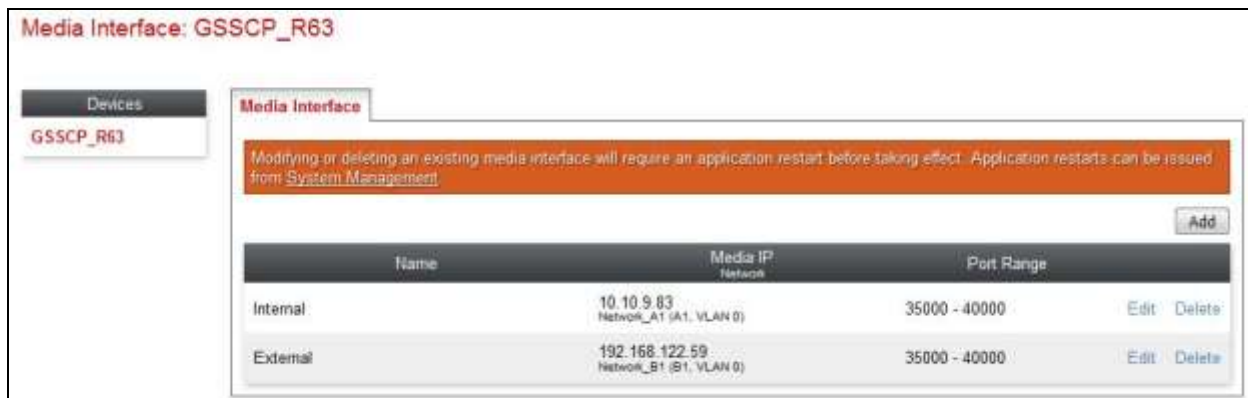 Media Interface: GSSCP_R63
Devices
GSSCP_R63
Media Interface
Modifying or deleting an existing media interface will require an application restart before taking effect. Application restarts can be issued
from System Management.
Add
Name Media IP Port Range
Network
Internal 10.10.9.83 35000 - 40000 Edit Delete
Network_A1 (A1, VLAN 0)
External 192.168.122.59 35000 - 40000 Edit Delete
Network_B1 (B1, VLAN 0)